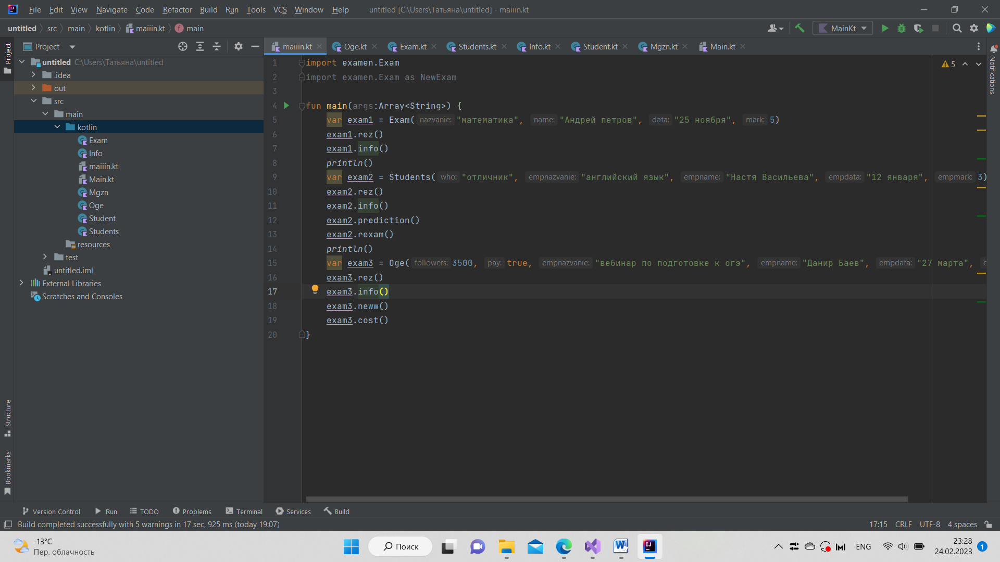 File Edit View Navigate Code Refactor Build Run Tools VCS Window Help untitled [C:\Users\Татьяна\untitled] - maiiin.kt
untitled src main kotlin maiiin.kt main
MainKt
Project
Project
untitled C:\Users\Татьяна\untitled
.idea
out
src
main
kotlin
Exam
Info
maiiin.kt
Main.kt
Mgzn
Oge
Student
Students
resources
test
untitled.iml
External Libraries
Scratches and Consoles
Structure
Bookmarks
maiiin.kt Oge.kt Exam.kt Students.kt Info.kt Student.kt Mgzn.kt Main.kt
5
Notifications
1 import examen.Exam
2 import examen.Exam as NewExam
3
4 fun main(args:Array<String>) {
5 var exam1 = Exam( nazvanie: "математика", name: "Андрей петров", data: "25 ноября", mark: 5)
6 exam1.rez()
7 exam1.info()
8 println()
9 var exam2 = Students( who: "отличник", empnazvanie: "английский язык", empname: "Настя Васильева", empdata: "12 января", empmark: 3)
10 exam2.rez()
11 exam2.info()
12 exam2.prediction()
13 exam2.rexam()
14 println()
15 var exam3 = Oge( followers: 3500, pay: true, empnazvanie: "вебинар по подготовке к огэ", empname: "Данир Баев", empdata: "27 марта",
16 exam3.rez()
17 exam3.info()
18 exam3.neww()
19 exam3.cost()
20 }
Version Control Run TODO Problems Terminal Services Build
Build completed successfully with 5 warnings in 17 sec, 925 ms (today 19:07)
17:15 CRLF UTF-8 4 spaces
-13°C
Пер. облачность
Поиск
ENG
23:28
24.02.2023
1